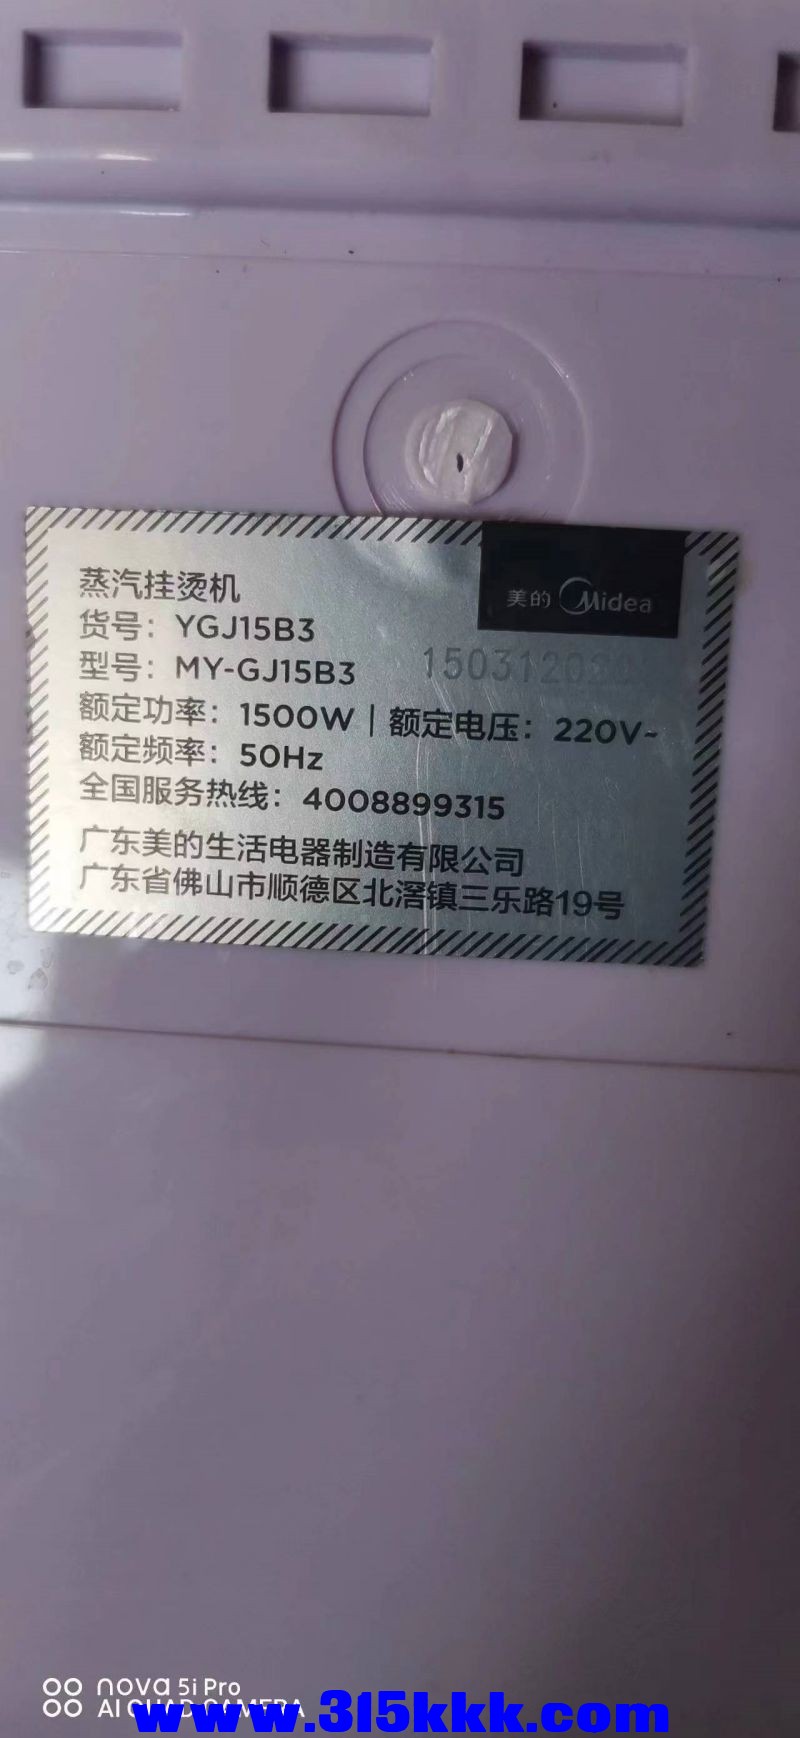 美的 Midea
蒸汽挂烫机
货号：YGJ15B3
型号：MY-GJ15B3
额定功率：1500W | 额定电压：220V~
额定频率：50Hz
全国服务热线：4008899315
广东美的生活电器制造有限公司
广东省佛山市顺德区北滘镇三乐路19号
nova 5i Pro
AI QUAD CAMERA
www.315kkk.com